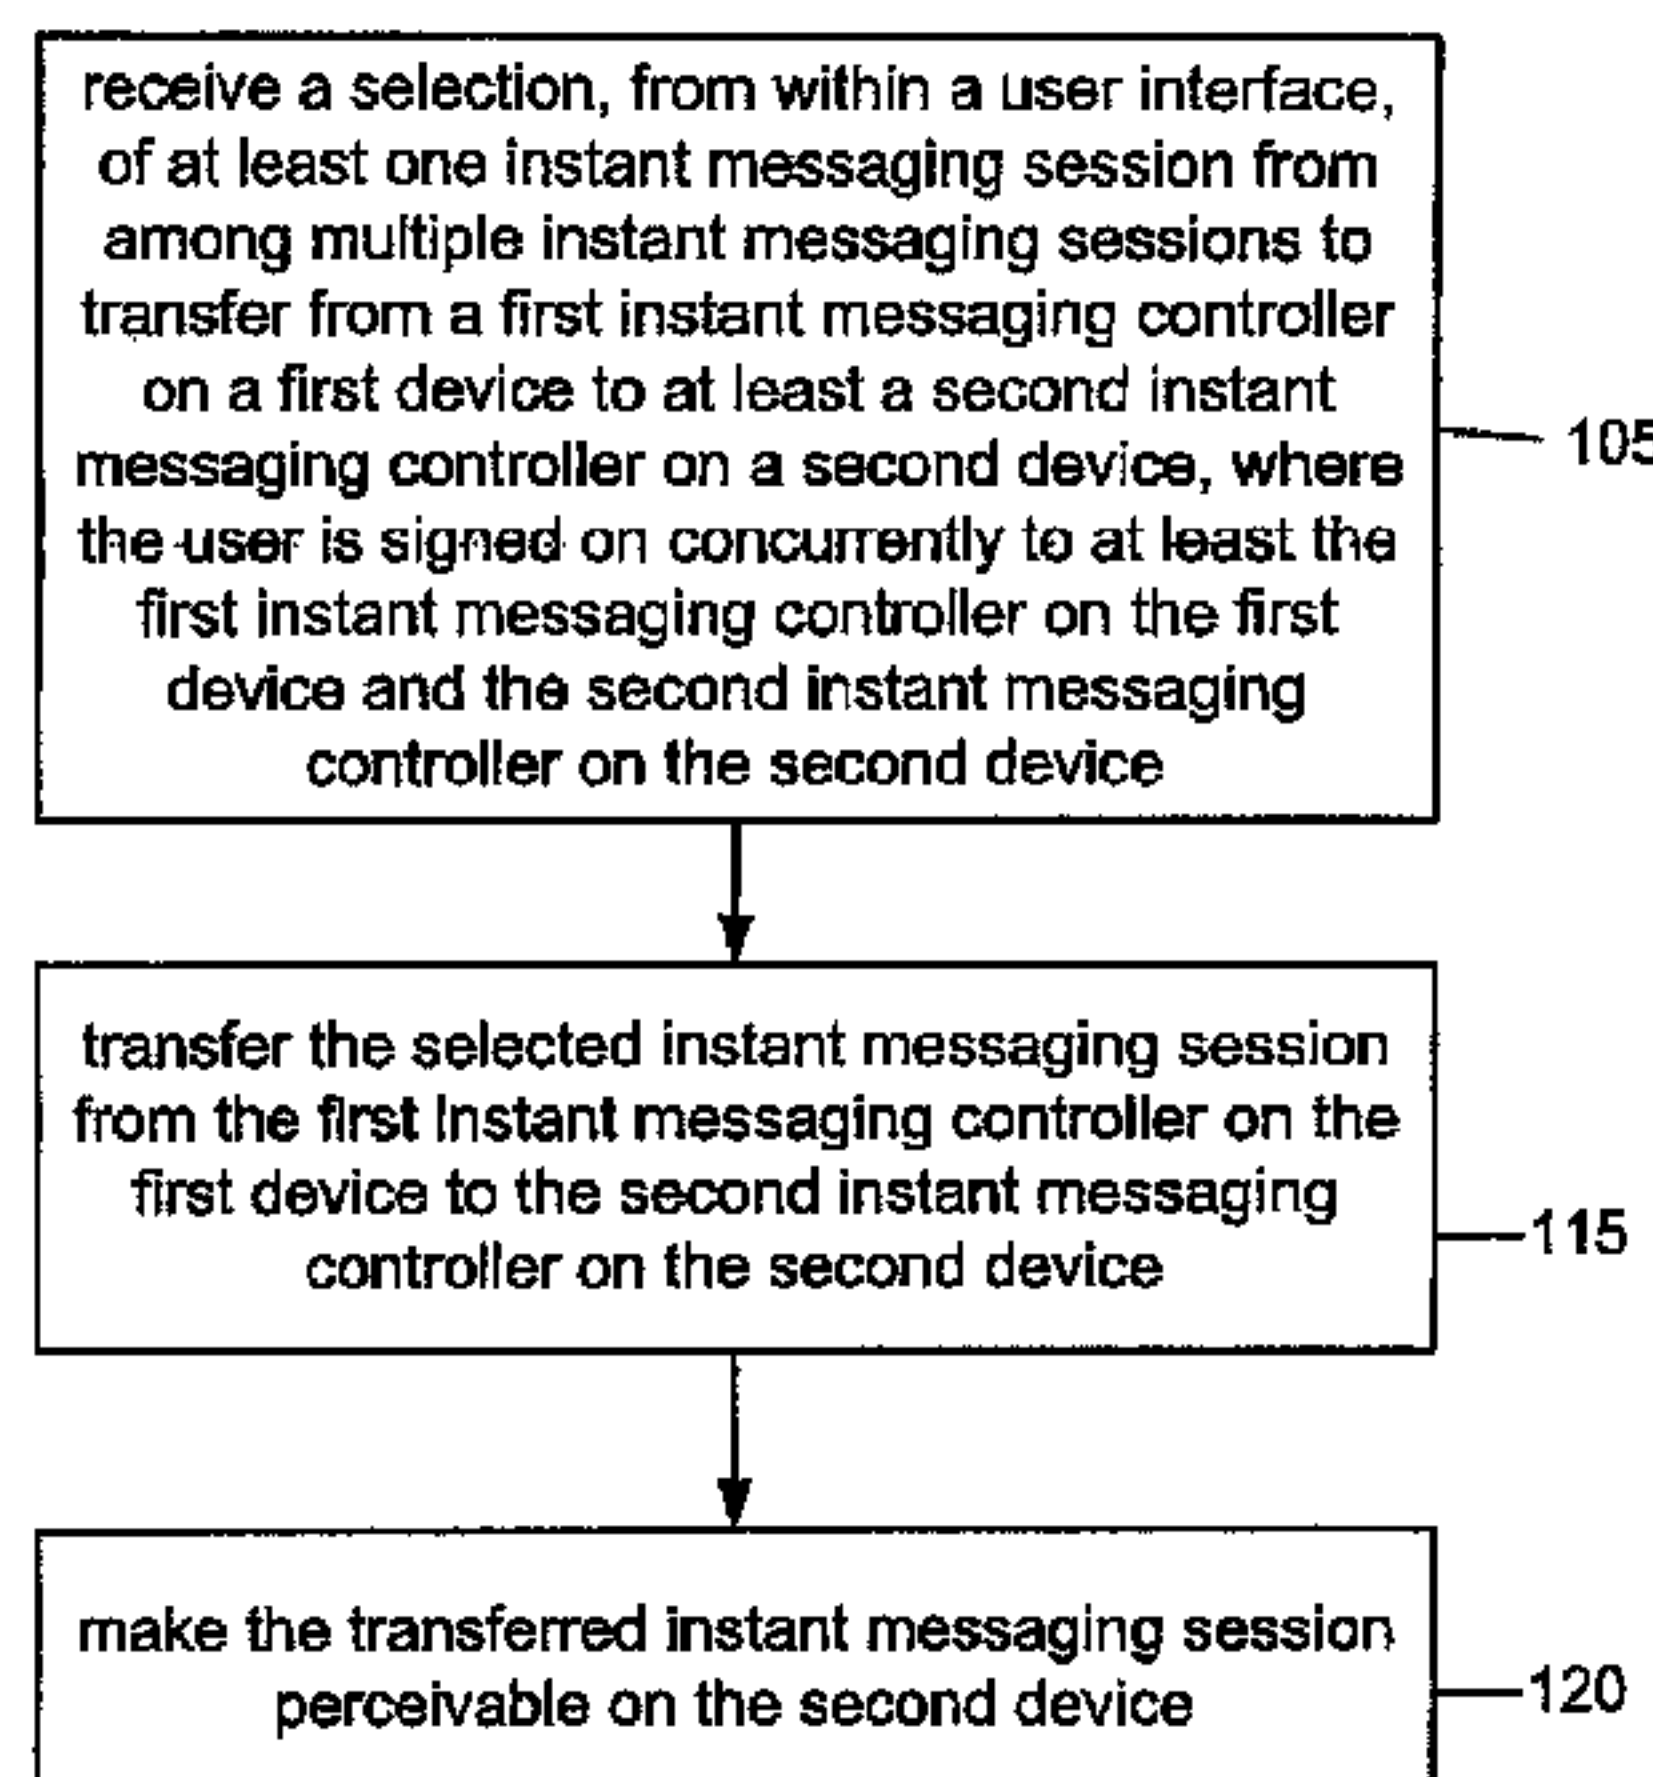 receive a selection, from within a user interface,
of at least one instant messaging session from
among multiple instant messaging sessions to
transfer from a first instant messaging controller
on a first device to at least a second instant
messaging controller on a second device, where
the user is signed on concurrently to at least the
first instant messaging controller on the first
device and the second instant messaging
controller on the second device
105
transfer the selected instant messaging session
from the first instant messaging controller on the
first device to the second instant messaging
controller on the second device
115
make the transferred instant messaging session
perceivable on the second device
120